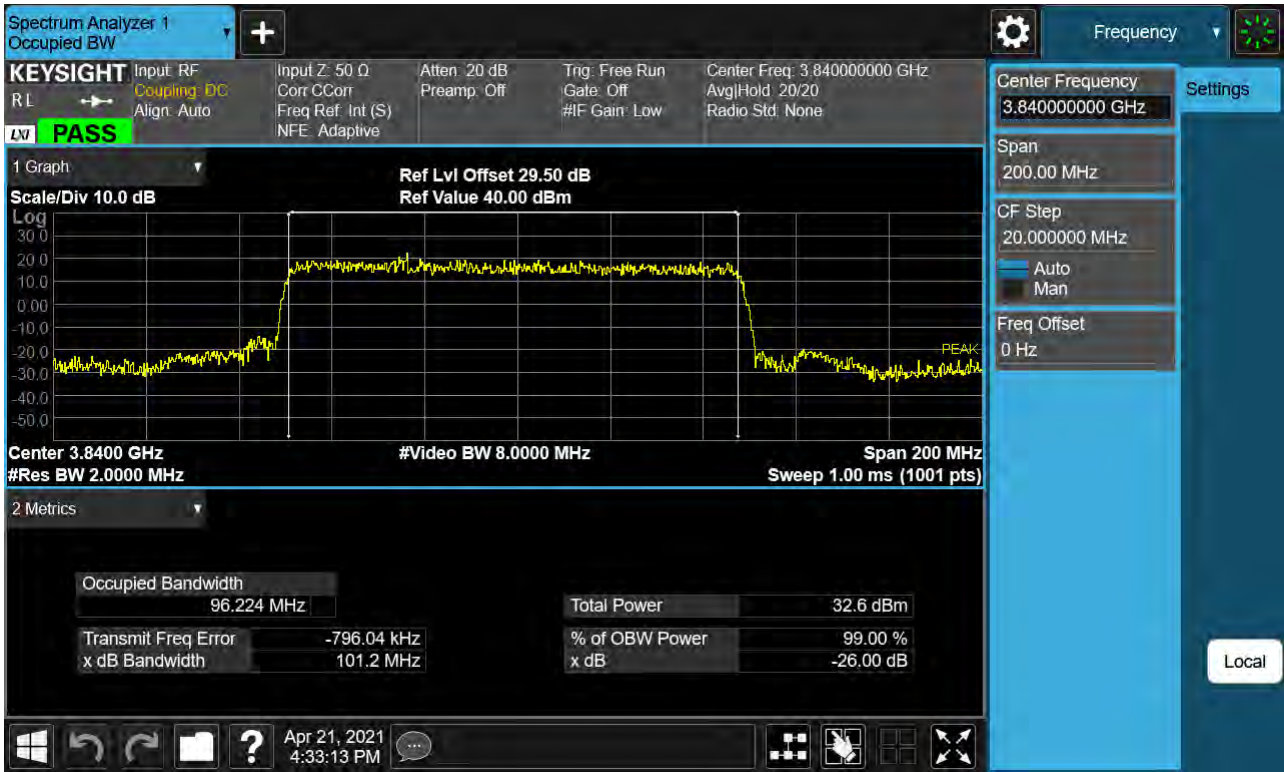 Spectrum Analyzer 1
Occupied BW
+
Frequency
KEYSIGHT
RL
LXI PASS
Input: RF
Coupling: DC
Align: Auto
Input Z: 50 Ω
Corr CCorr
Freq Ref: Int (S)
NFE: Adaptive
Atten: 20 dB
Preamp: Off
Trig: Free Run
Gate: Off
#IF Gain: Low
Center Freq: 3.840000000 GHz
Avg|Hold: 20/20
Radio Std: None
Center Frequency
3.840000000 GHz
Settings
Span
200.00 MHz
CF Step
20.000000 MHz
Auto
Man
Freq Offset
0 Hz
Local
1 Graph
Scale/Div 10.0 dB
Ref Lvl Offset 29.50 dB
Ref Value 40.00 dBm
Log
30.0
20.0
10.0
0.00
-10.0
-20.0
-30.0
-40.0
-50.0
PEAK
Center 3.8400 GHz
#Video BW 8.0000 MHz
Span 200 MHz
#Res BW 2.0000 MHz
Sweep 1.00 ms (1001 pts)
2 Metrics
Occupied Bandwidth
96.224 MHz
Total Power 32.6 dBm
Transmit Freq Error -796.04 kHz
% of OBW Power 99.00 %
x dB Bandwidth 101.2 MHz
x dB -26.00 dB
?
Apr 21, 2021
4:33:13 PM